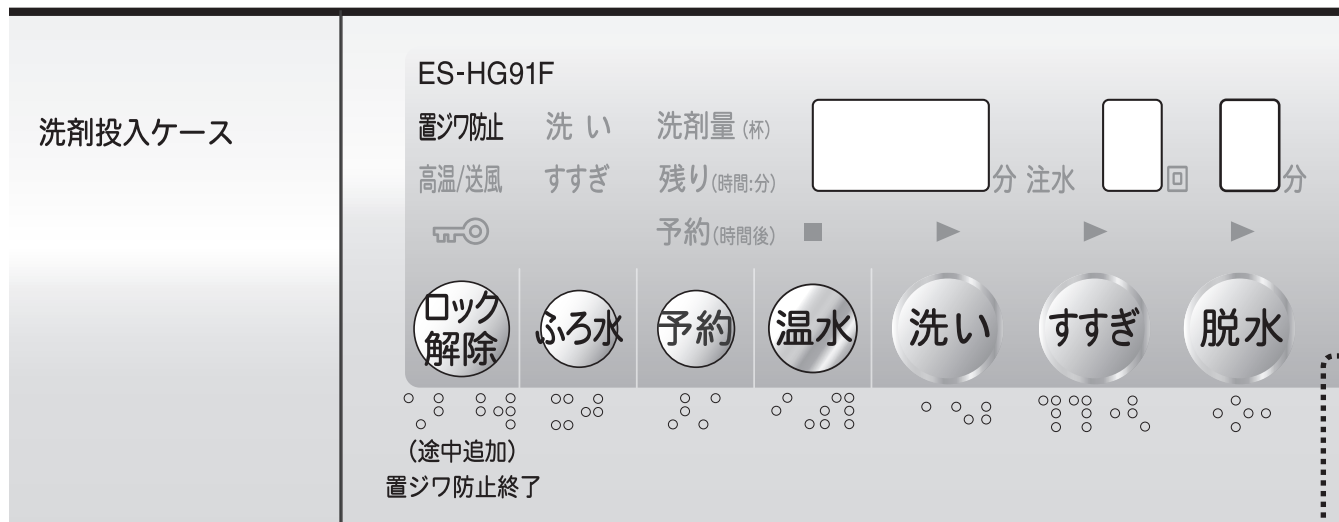 ES-HG91F
洗剤投入ケース
置ジワ防止 洗い 洗剤量(杯)
高温/送風 すすぎ 残り(時間:分) 分 注水 回 分
予約(時間後)
ロック解除 ふろ水 予約 温水 洗い すすぎ 脱水
(途中追加)
置ジワ防止終了